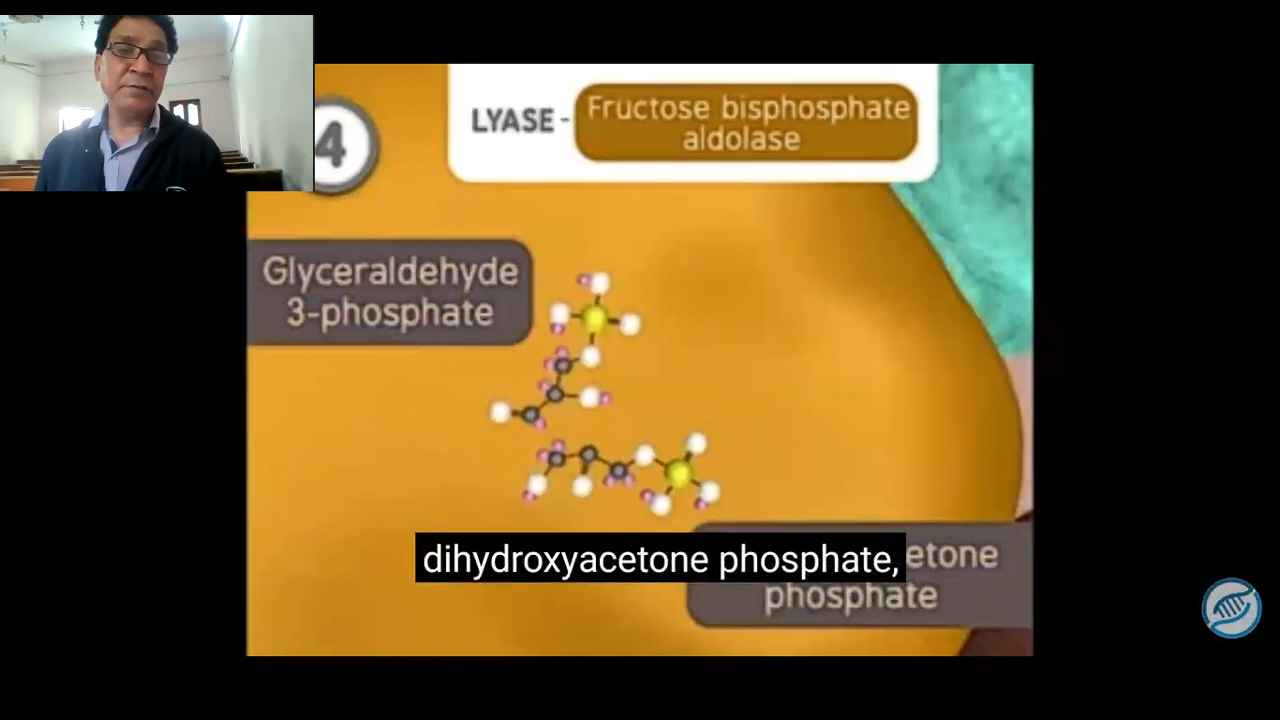 4
LYASE - Fructose bisphosphate
aldolase
Glyceraldehyde
3-phosphate
dihydroxyacetone phosphate,
etone
phosphate